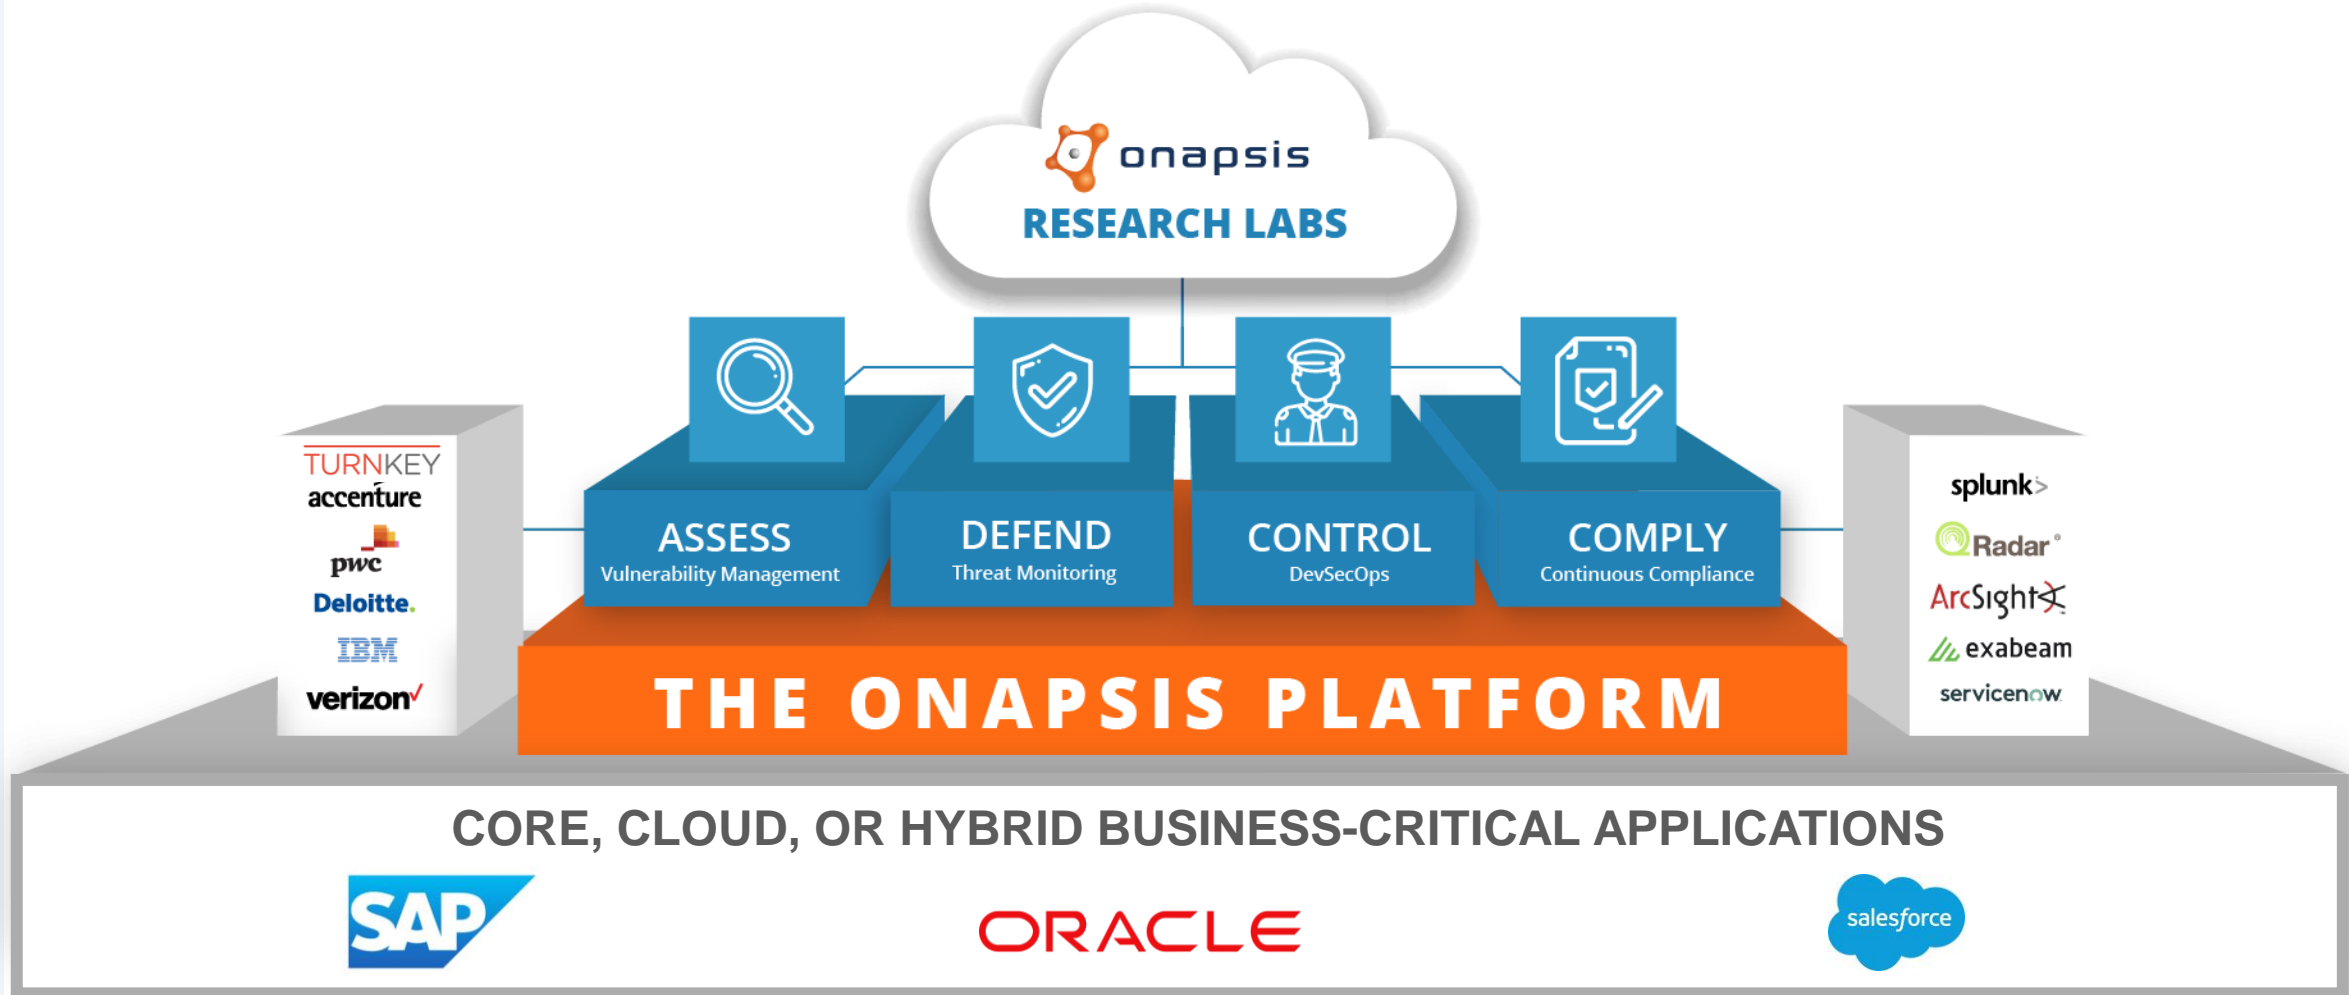 onapsis
RESEARCH LABS
TURNKEY
accenture
pwc
Deloitte.
IBM
verizon
ASSESS
Vulnerability Management
DEFEND
Threat Monitoring
CONTROL
DevSecOps
COMPLY
Continuous Compliance
splunk>
QRadar®
ArcSight
exabeam
servicenow
THE ONAPSIS PLATFORM
CORE, CLOUD, OR HYBRID BUSINESS-CRITICAL APPLICATIONS
SAP
ORACLE
salesforce